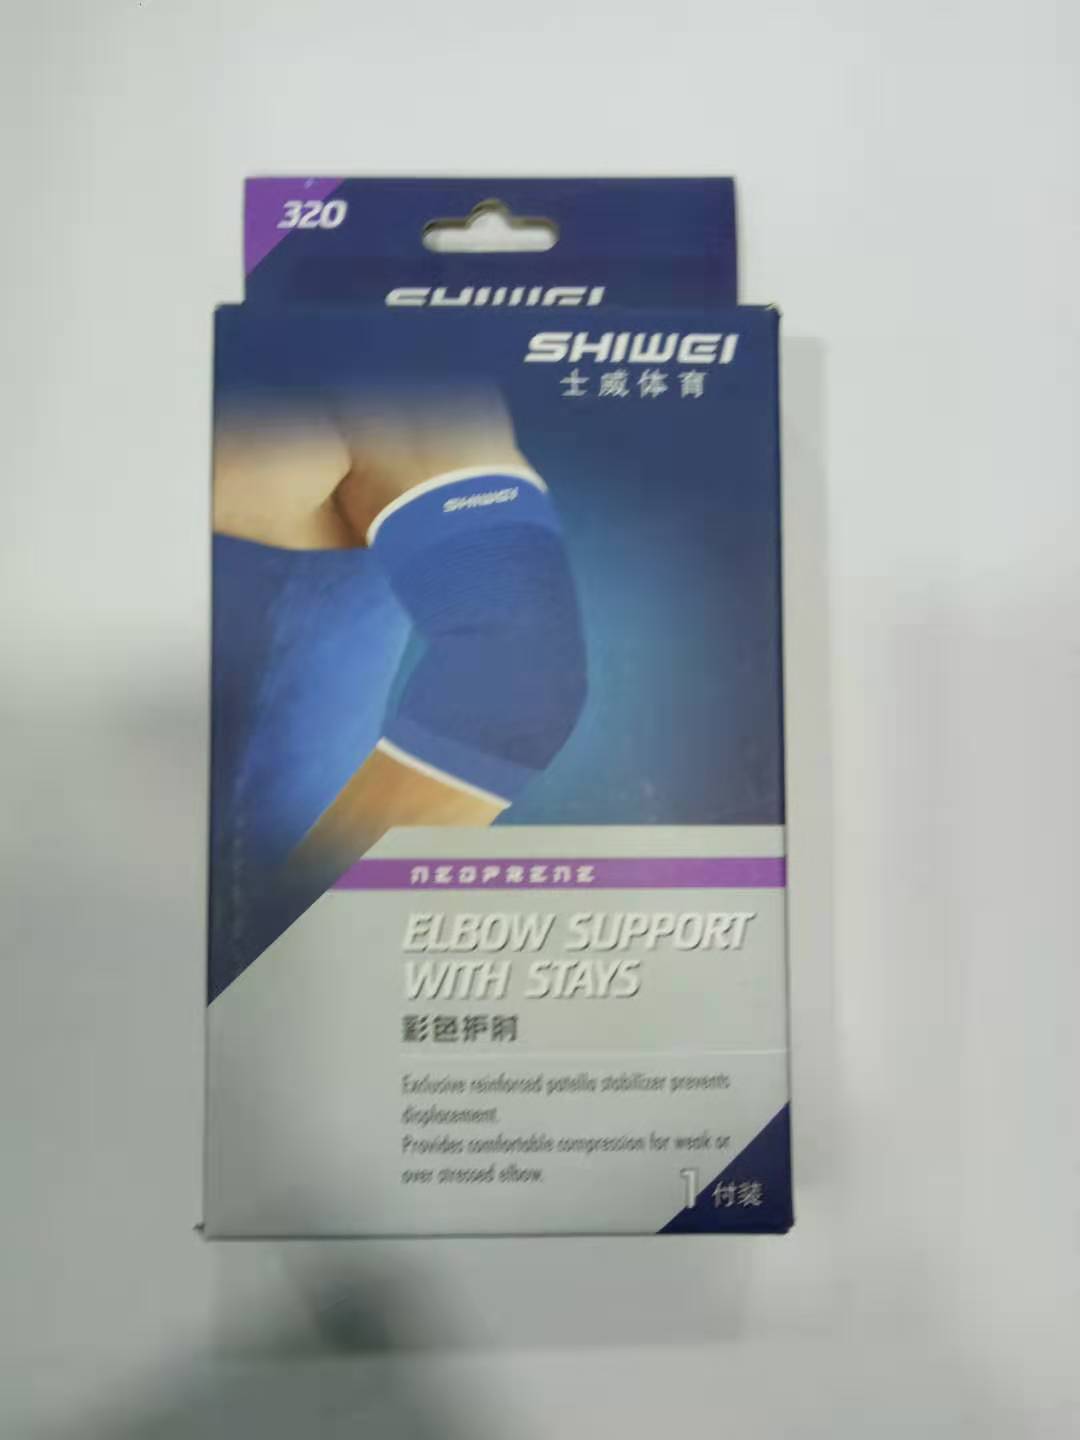 320
SHIWEI
SHIWEI
士威体育
SHIWEI
NEOPRENE
ELBOW SUPPORT
WITH STAYS
彩色护肘
Exclusive reinforced patella stabilizer prevents
displacement.
Provides comfortable compression for weak or
over stressed elbow.
1付装